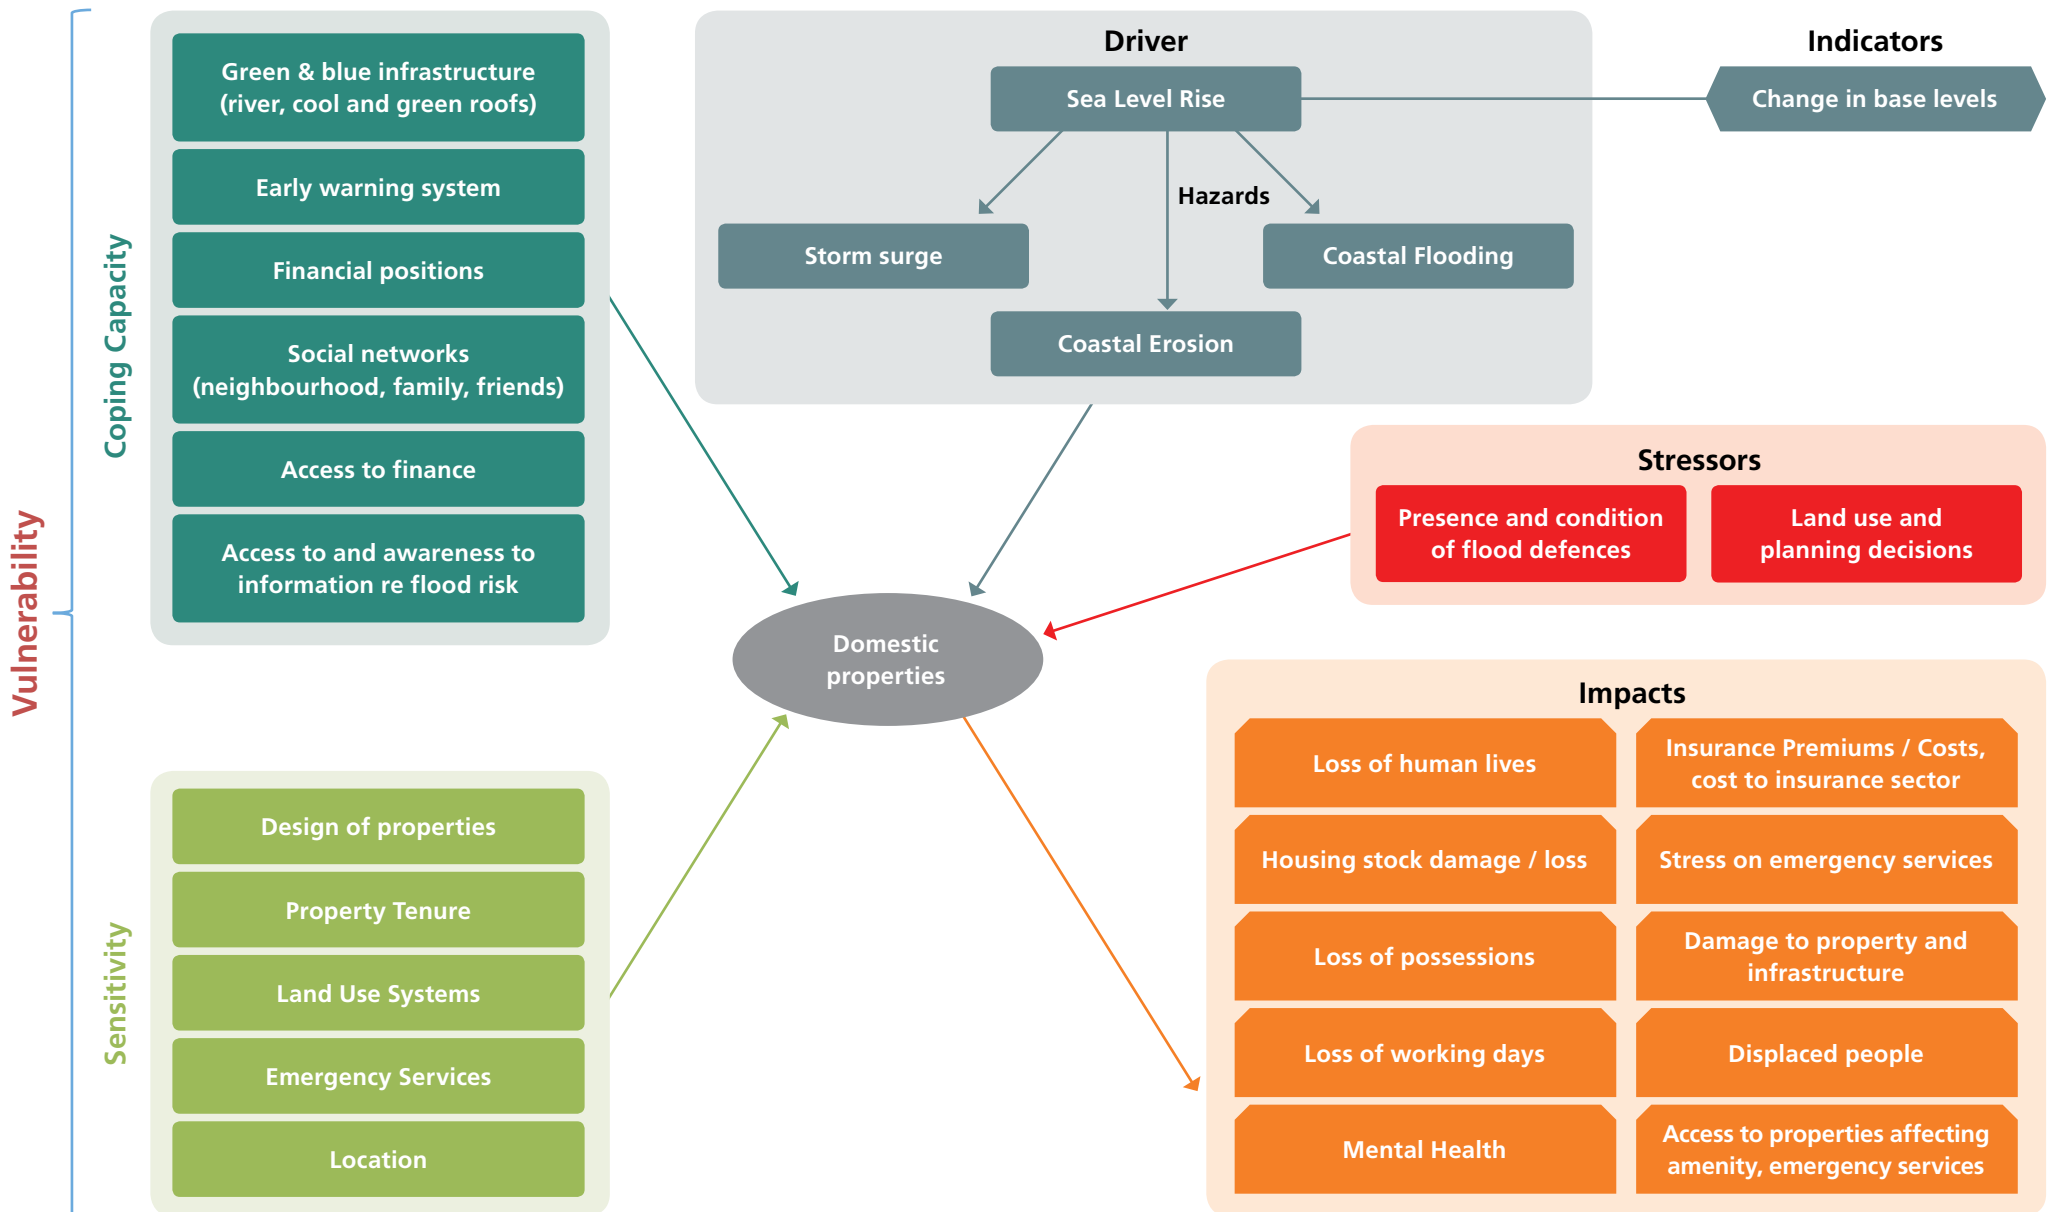 Vulnerability
Coping Capacity
Green & blue infrastructure
(river, cool and green roofs)
Early warning system
Financial positions
Social networks
(neighbourhood, family, friends)
Access to finance
Access to and awareness to
information re flood risk
Sensitivity
Design of properties
Property Tenure
Land Use Systems
Emergency Services
Location
Driver
Sea Level Rise
Hazards
Storm surge
Coastal Flooding
Coastal Erosion
Indicators
Change in base levels
Stressors
Presence and condition
of flood defences
Land use and
planning decisions
Domestic
properties
Impacts
Loss of human lives
Insurance Premiums / Costs,
cost to insurance sector
Housing stock damage / loss
Stress on emergency services
Loss of possessions
Damage to property and
infrastructure
Loss of working days
Displaced people
Mental Health
Access to properties affecting
amenity, emergency services